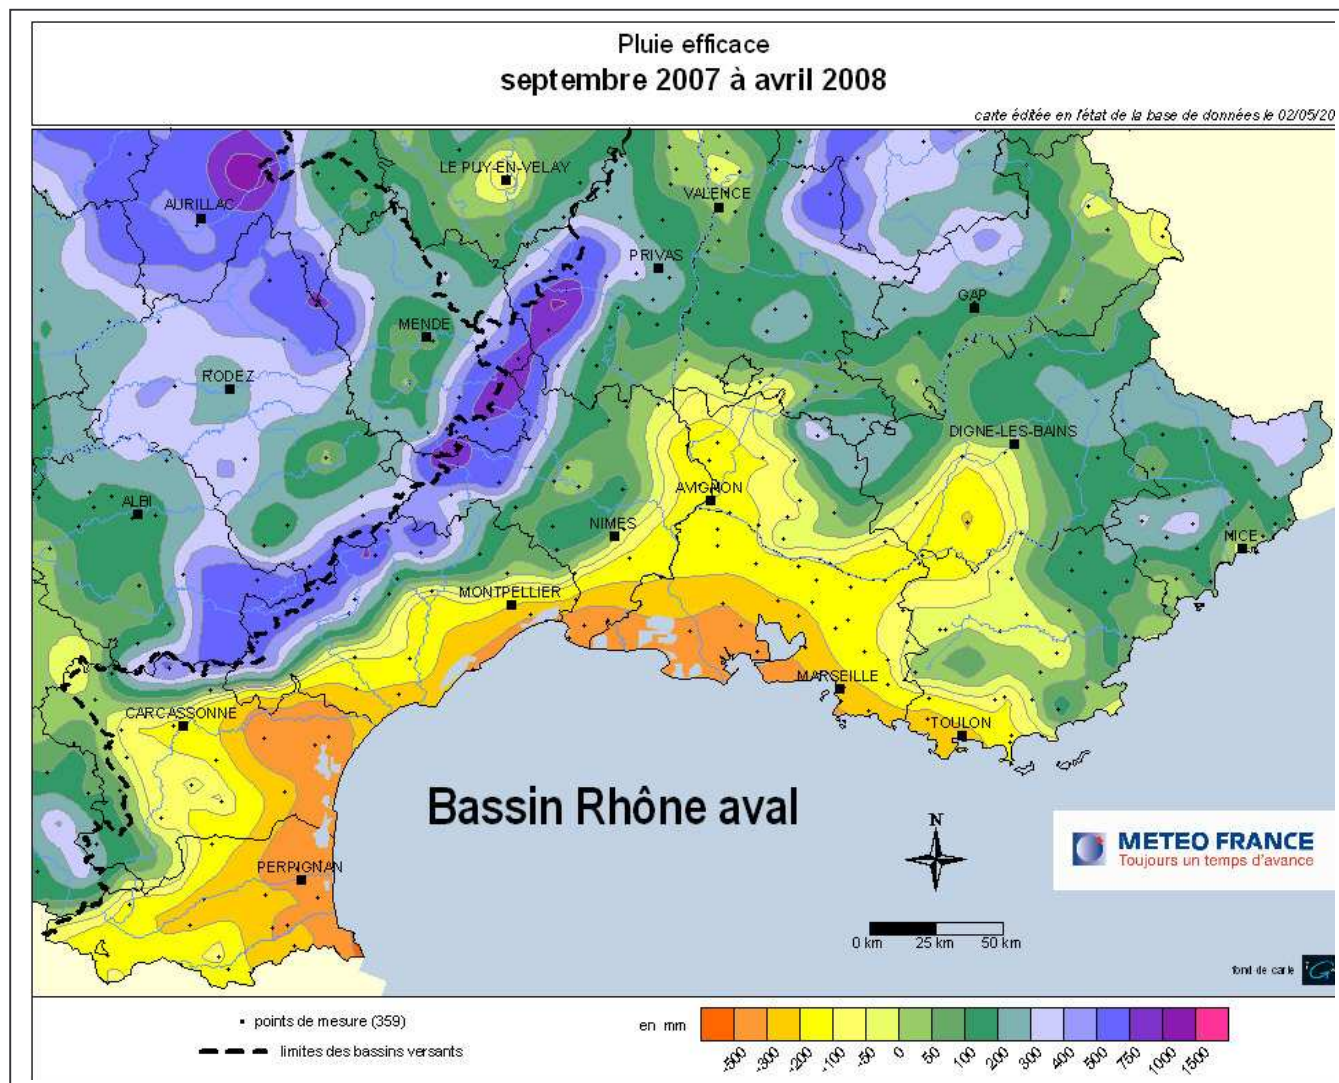 Pluie efficace
septembre 2007 à avril 2008
carte éditée en l'état de la base de données le 02/05/20
LE PUY-EN-VELAY
AURILLAC
VALENCE
PRIVAS
GAP
MENDE
RODEZ
DIGNE-LES-BAINS
ALBI
AVIGNON
NIMES
NICE
MONTPELLIER
MARSEILLE
CARCASSONNE
TOULON
Bassin Rhône aval
N
METEO FRANCE
Toujours un temps d'avance
PERPIGNAN
0 km 25 km 50 km
fond de carte
points de mesure (359)
limites des bassins versants
en mm
-500 -300 -200 -100 -50 0 50 100 200 300 400 500 750 1000 1500